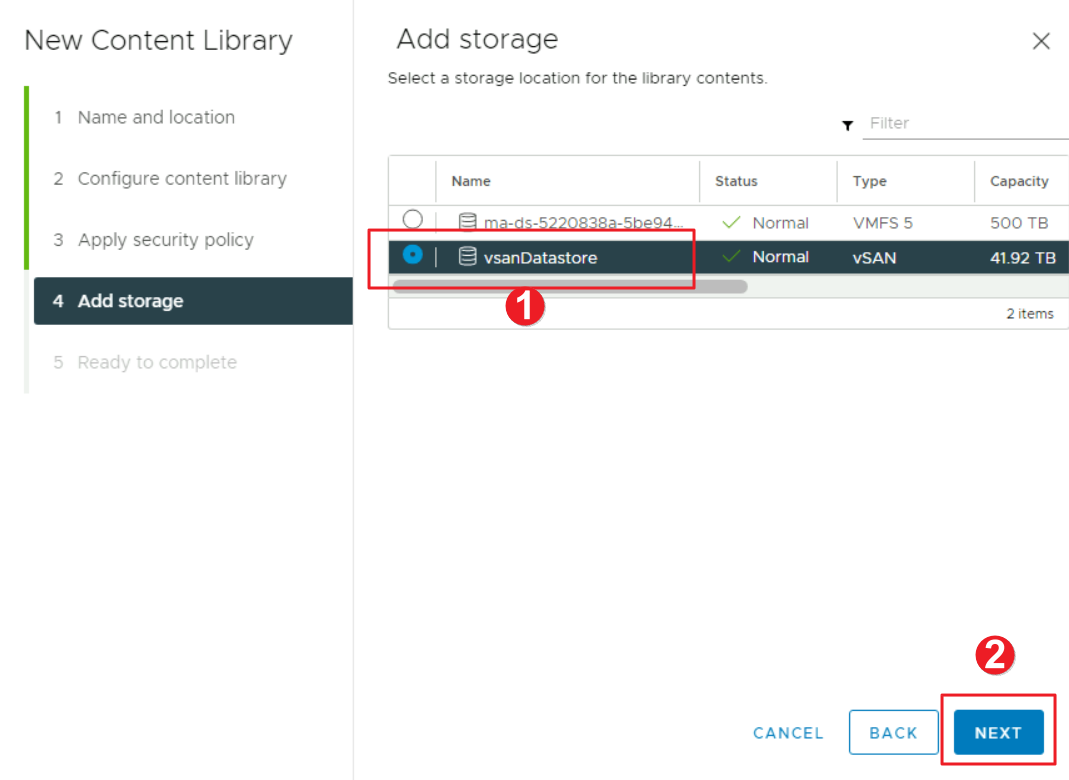 New Content Library
1 Name and location
2 Configure content library
3 Apply security policy
4 Add storage
5 Ready to complete
Add storage
Select a storage location for the library contents.
Filter
Name Status Type Capacity
ma-ds-5220838a-5be94... Normal VMFS 5 500 TB
vsanDatastore Normal vSAN 41.92 TB
1
2 items
2
CANCEL BACK NEXT